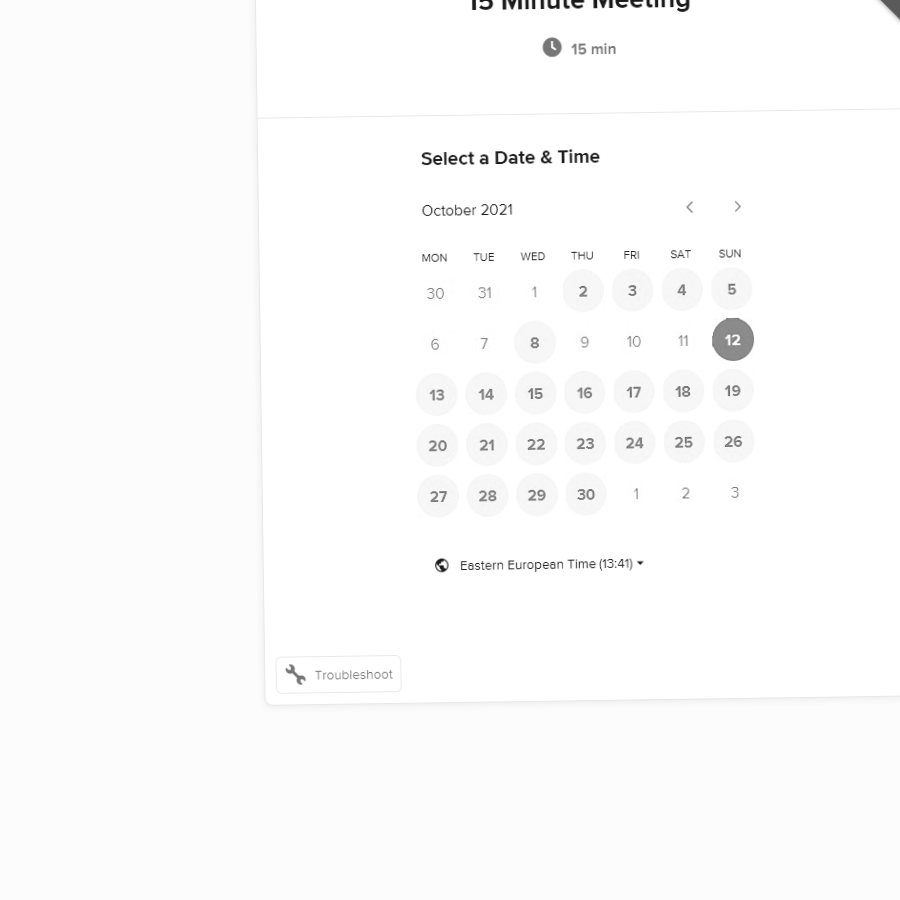 15 Minute Meeting
15 min
Select a Date & Time
October 2021
MON TUE WED THU FRI SAT SUN
30 31 1 2 3 4 5
6 7 8 9 10 11 12
13 14 15 16 17 18 19
20 21 22 23 24 25 26
27 28 29 30 1 2 3
Eastern European Time (13:41)
Troubleshoot